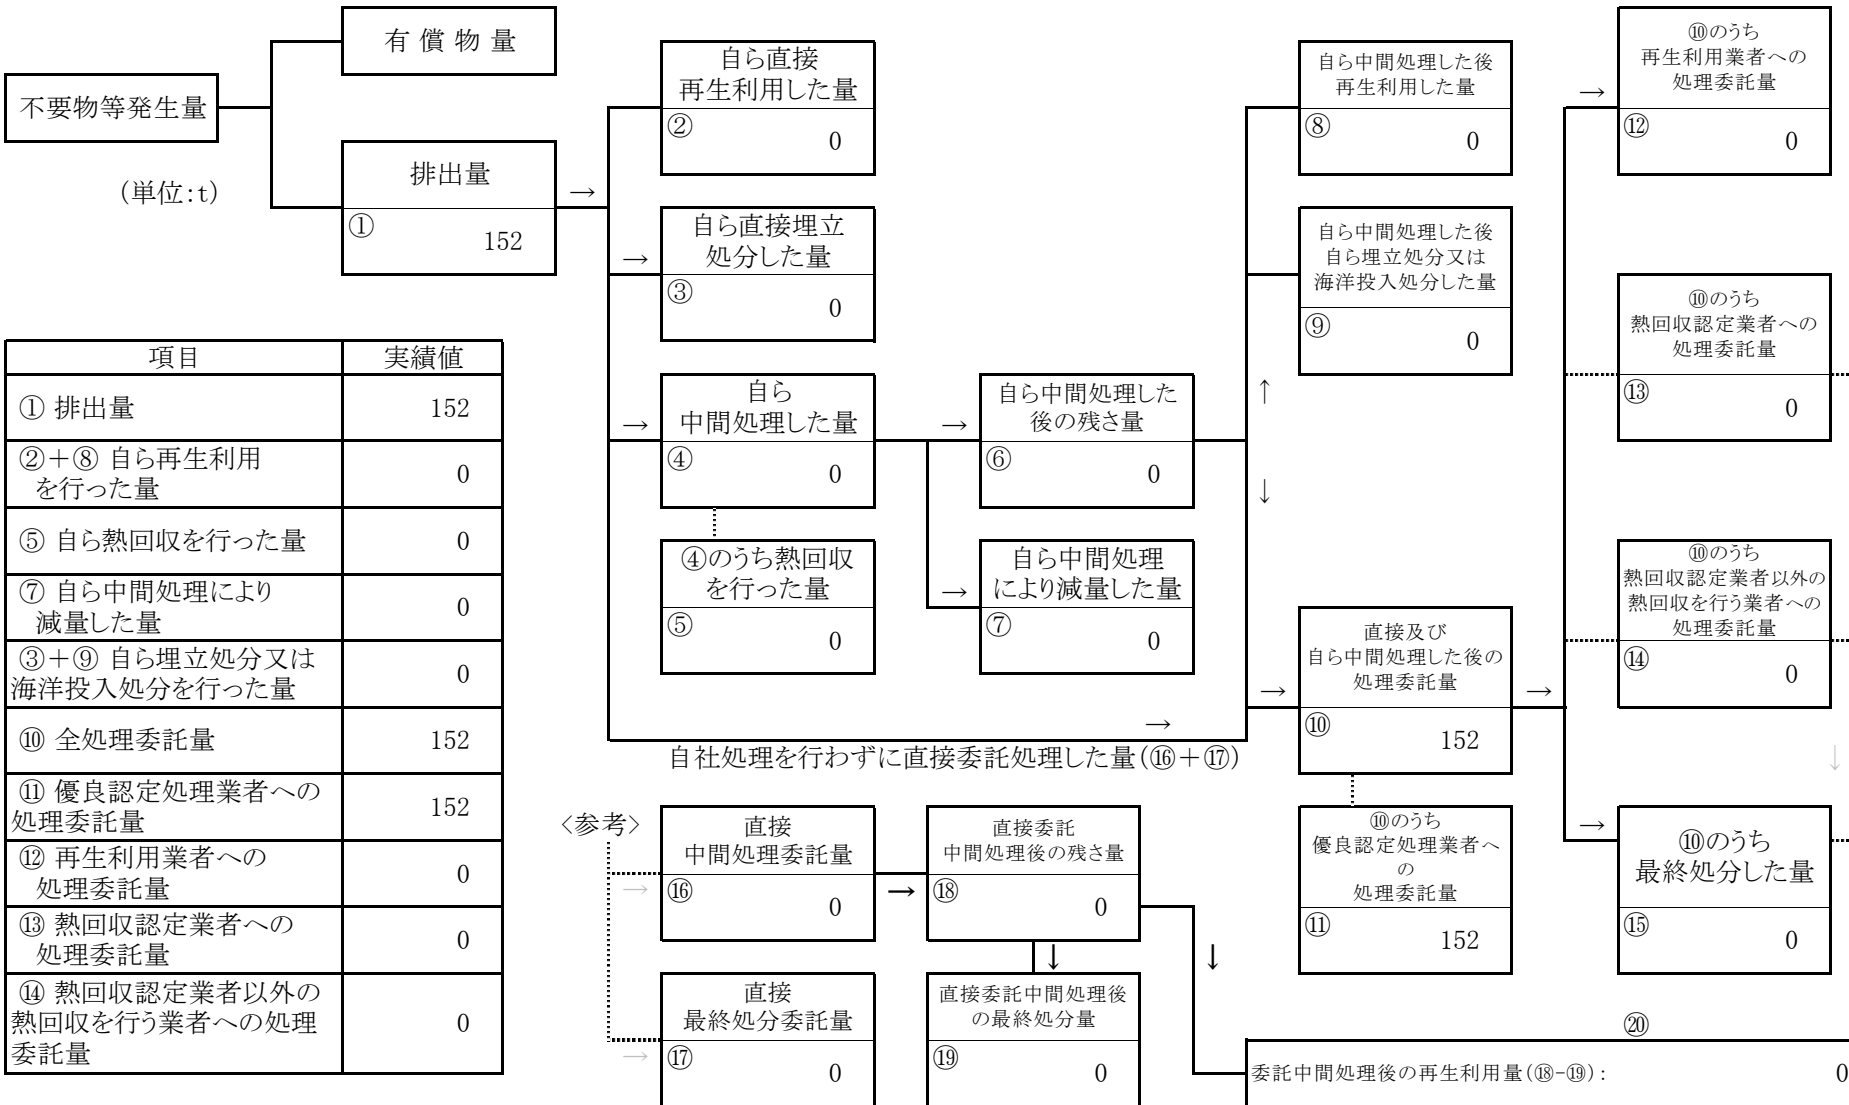 有償物量
不要物等発生量
(単位:t)
排出量
①
152
→
自ら直接
再生利用した量
②
0
→
自ら直接埋立
処分した量
③
0
→
自ら
中間処理した量
④
0
④のうち熱回収
を行った量
⑤
0
→
自ら中間処理した
後の残さ量
⑥
0
→
自ら中間処理
により減量した量
⑦
0
↑
↓
自ら中間処理した後
再生利用した量
⑧
0
自ら中間処理した後
自ら埋立処分又は
海洋投入処分した量
⑨
0
→
自社処理を行わずに直接委託処理した量(⑯+⑰)
→
直接及び
自ら中間処理した後の
処理委託量
⑩
152
⑩のうち
優良認定処理業者へ
の
処理委託量
⑪
152
→
→
⑩のうち
再生利用業者への
処理委託量
⑫
0
⑩のうち
熱回収認定業者への
処理委託量
⑬
0
⑩のうち
熱回収認定業者以外の
熱回収を行う業者への
処理委託量
⑭
0
↓
→
⑩のうち
最終処分した量
⑮
0
項目 実績値
① 排出量 152
②+⑧ 自ら再生利用
を行った量 0
⑤ 自ら熱回収を行った量 0
⑦ 自ら中間処理により
減量した量 0
③+⑨ 自ら埋立処分又は
海洋投入処分を行った量 0
⑩ 全処理委託量 152
⑪ 優良認定処理業者への
処理委託量 152
⑫ 再生利用業者への
処理委託量 0
⑬ 熱回収認定業者への
処理委託量 0
⑭ 熱回収認定業者以外の
熱回収を行う業者への処理
委託量 0
〈参考〉
→
直接
中間処理委託量
⑯
0
→
直接委託
中間処理後の残さ量
⑱
0
↓
↓
→
直接
最終処分委託量
⑰
0
直接委託中間処理後
の最終処分量
⑲
0
⑳
委託中間処理後の再生利用量(⑱-⑲): 0